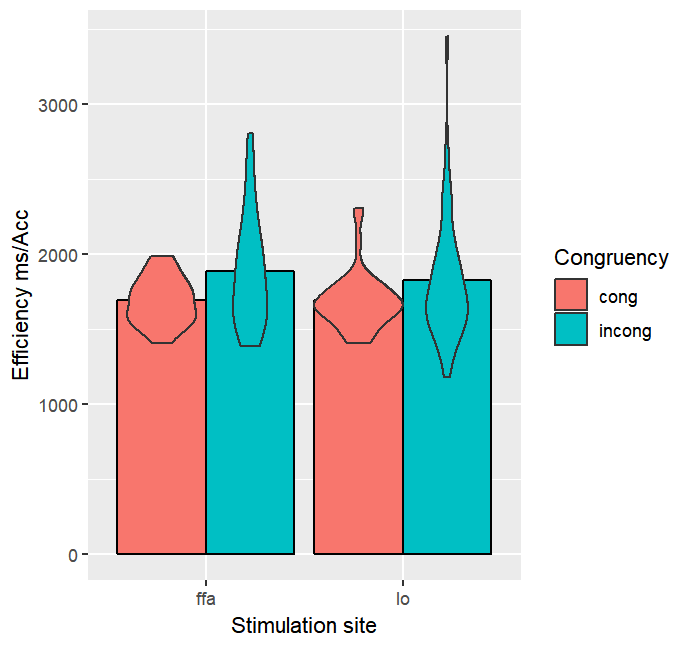 Efficiency ms/Acc
3000
2000
1000
0
ffa
lo
Stimulation site
Congruency
cong
incong